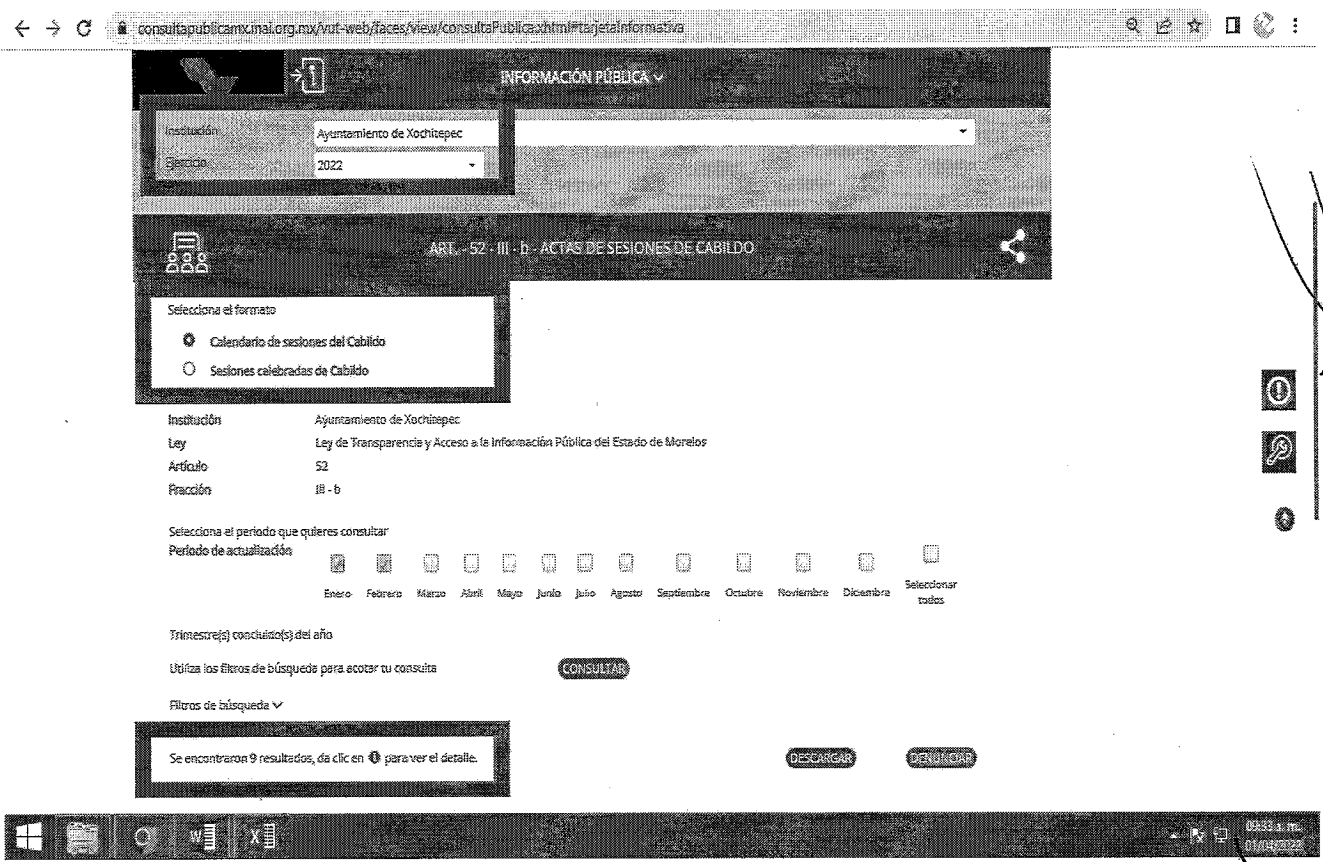 consultapublicamx.inai.org.mx/vut-web/faces/view/consultaPublica.xhtml#tarjetaInformativa
INFORMACIÓN PÚBLICA
Institución Ayuntamiento de Xochitepec
Ejercicio 2022
ART. - 52 - III - b - ACTAS DE SESIONES DE CABILDO
Selecciona el formato
Calendario de sesiones del Cabildo
Sesiones celebradas de Cabildo
Institución Ayuntamiento de Xochitepec
Ley Ley de Transparencia y Acceso a la Información Pública del Estado de Morelos
Artículo 52
Fracción III - b
Selecciona el periodo que quieres consultar
Periodo de actualización
Enero Febrero Marzo Abril Mayo Junio Julio Agosto Septiembre Octubre Noviembre Diciembre Seleccionar
todos
Trimestre(s) concluido(s) del año
Utiliza los filtros de búsqueda para acotar tu consulta CONSULTAR
Filtros de búsqueda
Se encontraron 9 resultados, da clic en para ver el detalle. DESCARGAR DENUNCIAR
09:33 a. m.
01/04/2022